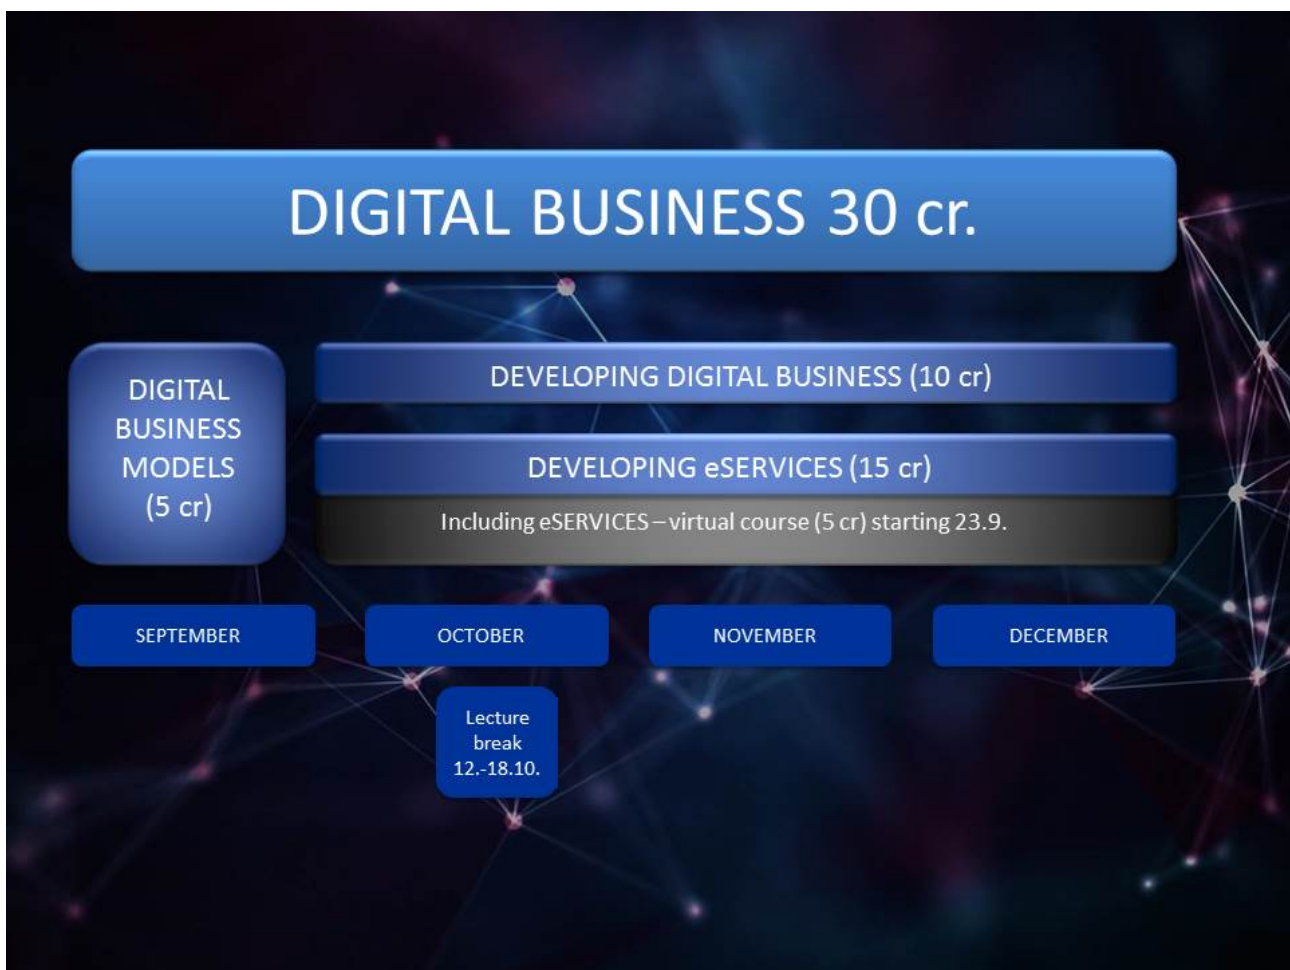 DIGITAL BUSINESS 30 cr.
DIGITAL
BUSINESS
MODELS
(5 cr)
DEVELOPING DIGITAL BUSINESS (10 cr)
DEVELOPING eSERVICES (15 cr)
Including eSERVICES – virtual course (5 cr) starting 23.9.
SEPTEMBER
OCTOBER
NOVEMBER
DECEMBER
Lecture
break
12.-18.10.